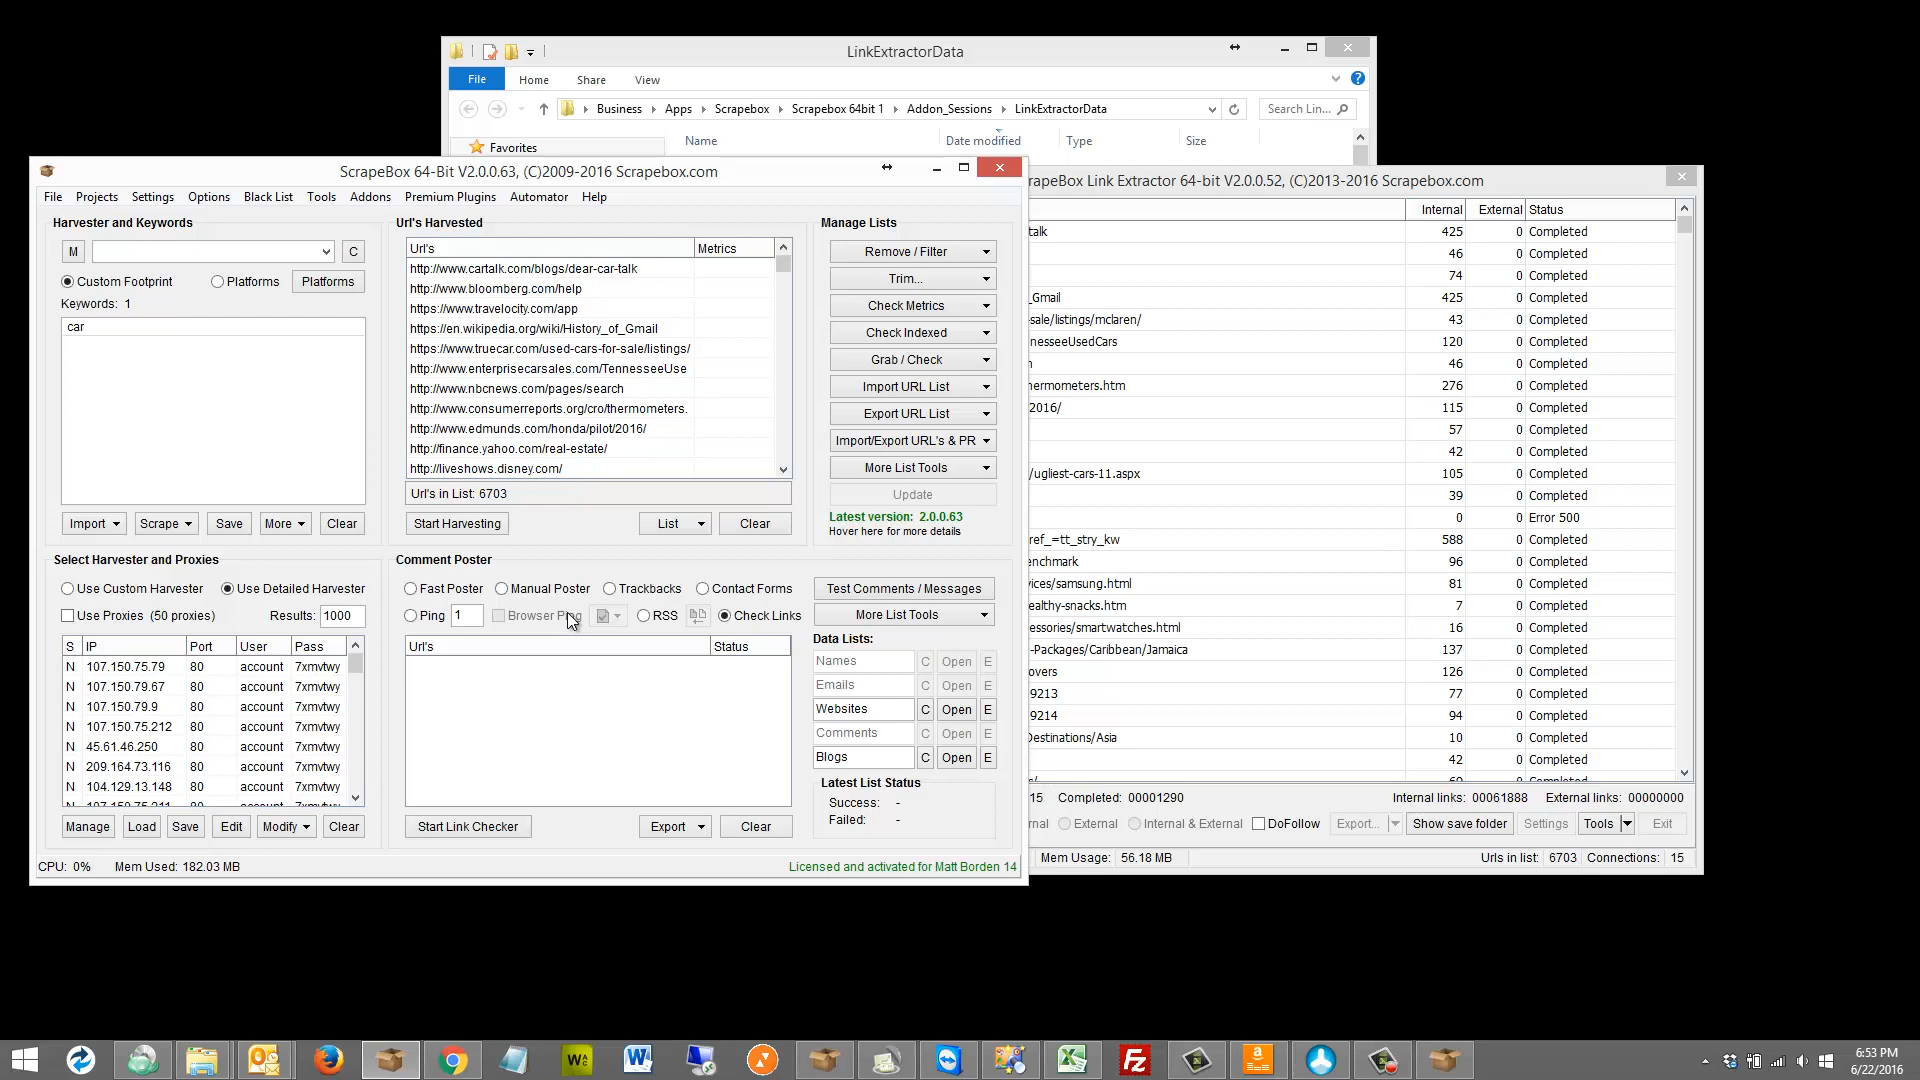 LinkExtractorData
File Home Share View
Business Apps Scrapebox Scrapebox 64bit 1 Addon_Sessions LinkExtractorData Search Lin...
Name Date modified Type Size
Favorites
ScrapeBox 64-Bit V2.0.0.63, (C)2009-2016 Scrapebox.com
File Projects Settings Options Black List Tools Addons Premium Plugins Automator Help
Harvester and Keywords
M C
Custom Footprint Platforms Platforms
Keywords: 1
car
Import Scrape Save More Clear
Url's Harvested
Url's Metrics
http://www.cartalk.com/blogs/dear-car-talk
http://www.bloomberg.com/help
https://www.travelocity.com/app
https://en.wikipedia.org/wiki/History_of_Gmail
https://www.truecar.com/used-cars-for-sale/listings/
http://www.enterprisecarsales.com/TennesseeUse
http://www.nbcnews.com/pages/search
http://www.consumerreports.org/cro/thermometers.
http://www.edmunds.com/honda/pilot/2016/
http://finance.yahoo.com/real-estate/
http://liveshows.disney.com/
Url's in List: 6703
Start Harvesting List Clear
Manage Lists
Remove / Filter
Trim...
Check Metrics
Check Indexed
Grab / Check
Import URL List
Export URL List
Import/Export URL's & PR
More List Tools
Update
Latest version: 2.0.0.63
Hover here for more details
Select Harvester and Proxies
Use Custom Harvester Use Detailed Harvester
Use Proxies (50 proxies) Results: 1000
S IP Port User Pass
N 107.150.75.79 80 account 7xmvtwy
N 107.150.79.67 80 account 7xmvtwy
N 107.150.79.9 80 account 7xmvtwy
N 107.150.75.212 80 account 7xmvtwy
N 45.61.46.250 80 account 7xmvtwy
N 209.164.73.116 80 account 7xmvtwy
N 104.129.13.148 80 account 7xmvtwy
N 107.150.75.211 80 account 7xmvtwy
Manage Load Save Edit Modify Clear
Comment Poster
Fast Poster Manual Poster Trackbacks Contact Forms
Ping 1 Browser Ping RSS Check Links
Url's Status
Start Link Checker Export Clear
Test Comments / Messages
More List Tools
Data Lists:
Names C Open E
Emails C Open E
Websites C Open E
Comments C Open E
Blogs C Open E
Latest List Status
Success: -
Failed: -
CPU: 0% Mem Used: 182.03 MB Licensed and activated for Matt Borden 14
rapeBox Link Extractor 64-bit V2.0.0.52, (C)2013-2016 Scrapebox.com
Internal External Status
talk 425 0 Completed
46 0 Completed
74 0 Completed
_Gmail 425 0 Completed
-sale/listings/mclaren/ 43 0 Completed
nesseeUsedCars 120 0 Completed
46 0 Completed
hermometers.htm 276 0 Completed
2016/ 115 0 Completed
57 0 Completed
42 0 Completed
/ugliest-cars-11.aspx 105 0 Completed
39 0 Completed
0 0 Error 500
ref_=tt_stry_kw 588 0 Completed
enchmark 96 0 Completed
vices/samsung.html 81 0 Completed
ealthy-snacks.htm 7 0 Completed
essories/smartwatches.html 16 0 Completed
-Packages/Caribbean/Jamaica 137 0 Completed
overs 126 0 Completed
9213 77 0 Completed
9214 94 0 Completed
Destinations/Asia 10 0 Completed
42 0 Completed
15 Completed: 00001290 Internal links: 00061888 External links: 00000000
rnal External Internal & External DoFollow Export... Show save folder Settings Tools Exit
Mem Usage: 56.18 MB Urls in list: 6703 Connections: 15
6:53 PM
6/22/2016